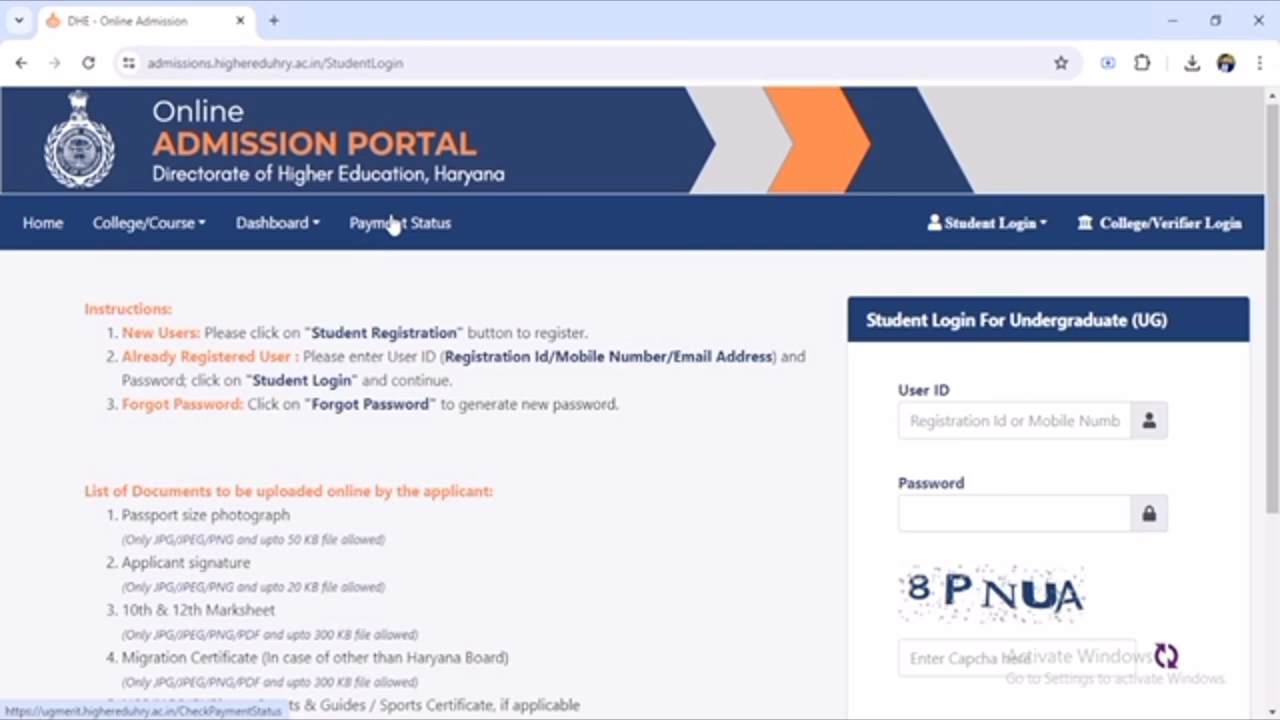 DHE - Online Admission
admissions.highereduhry.ac.in/StudentLogin
Online
ADMISSION PORTAL
Directorate of Higher Education, Haryana
Home College/Course Dashboard Payment Status Student Login College/Verifier Login
Instructions:
1. New Users: Please click on "Student Registration" button to register.
2. Already Registered User : Please enter User ID (Registration Id/Mobile Number/Email Address) and
Password; click on "Student Login" and continue.
3. Forgot Password: Click on "Forgot Password" to generate new password.
List of Documents to be uploaded online by the applicant:
1. Passport size photograph
(Only JPG/JPEG/PNG and upto 50 KB file allowed)
2. Applicant signature
(Only JPG/JPEG/PNG and upto 20 KB file allowed)
3. 10th & 12th Marksheet
(Only JPG/JPEG/PNG/PDF and upto 300 KB file allowed)
4. Migration Certificate (In case of other than Haryana Board)
(Only JPG/JPEG/PNG/PDF and upto 300 KB file allowed)
& Guides / Sports Certificate, if applicable
Student Login For Undergraduate (UG)
User ID
Registration Id or Mobile Numb
Password
8 P N U A
Enter Capcha here
Activate Windows
Go to Settings to activate Windows.
https://ugmerit.highereduhry.ac.in/CheckPaymentStatus